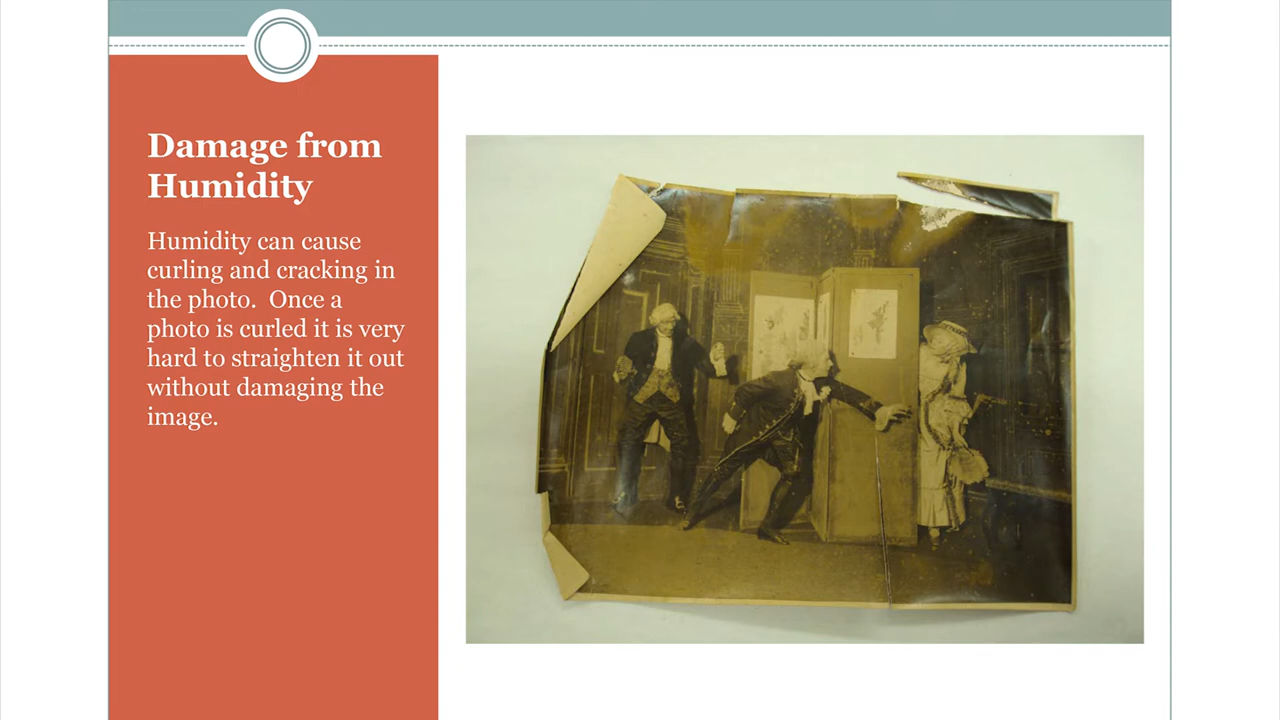 Damage from
Humidity
Humidity can cause
curling and cracking in
the photo.  Once a
photo is curled it is very
hard to straighten it out
without damaging the
image.